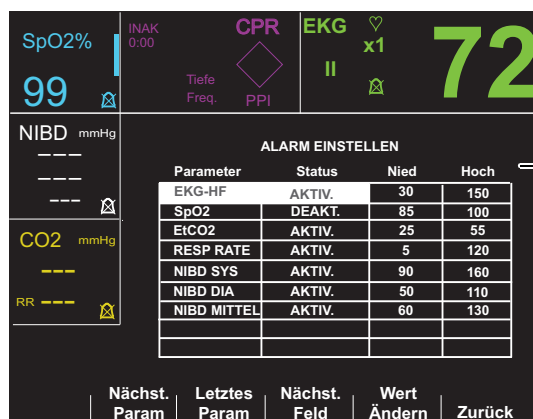 SpO2%
99
INAK
0:00
CPR
Tiefe
Freq. PPI
EKG
x1
II
72
NIBD mmHg
---
---
---
CO2 mmHg
---
RR ---
ALARM EINSTELLEN
Parameter Status Nied Hoch
EKG-HF AKTIV. 30 150
SpO2 DEAKT. 85 100
EtCO2 AKTIV. 25 55
RESP RATE AKTIV. 5 120
NIBD SYS AKTIV. 90 160
NIBD DIA AKTIV. 50 110
NIBD MITTEL AKTIV. 60 130
Nächst. Param
Letztes Param
Nächst. Feld
Wert Ändern
Zurück